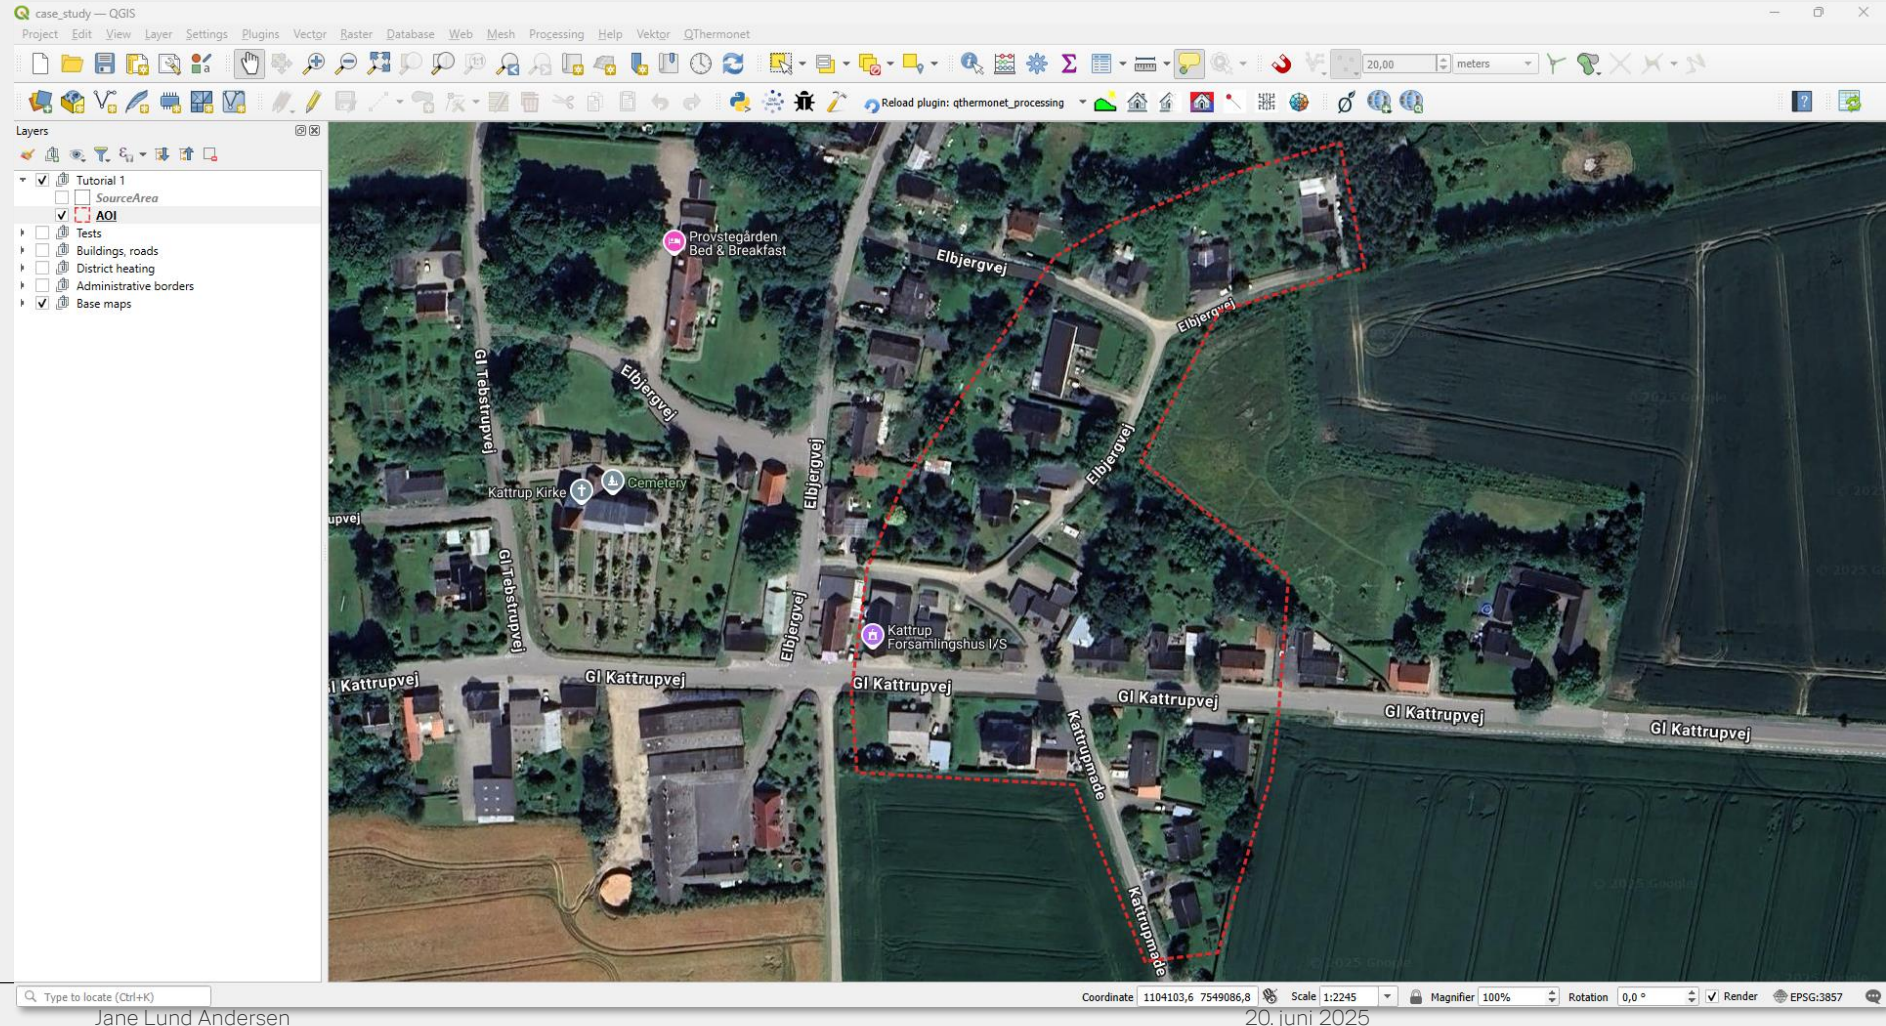 case_study — QGIS
Project Edit View Layer Settings Plugins Vector Raster Database Web Mesh Processing Help Vektor QThermonet
20,00 meters
Reload plugin: qthermonet_processing
Layers
Tutorial 1
SourceArea
AOI
Tests
Buildings, roads
District heating
Administrative borders
Base maps
Provstegården
Bed & Breakfast
Elbjergvej
Elbjergvej
Gl Tebstrupvej
Elbjergvej
Elbjergvej
Elbjergvej
Kattrup Kirke
Cemetery
upvej
Gl Tebstrupvej
Elbjergvej
Kattrup
Forsamlingshus I/S
l Kattrupvej
Gl Kattrupvej
Gl Kattrupvej
Gl Kattrupvej
Gl Kattrupvej
Gl Kattrupvej
Kattrupmade
Kattrupmade
Type to locate (Ctrl+K)
Coordinate 1104103,6 7549086,8 Scale 1:2245 Magnifier 100% Rotation 0,0 ° Render EPSG:3857
Jane Lund Andersen
20. juni 2025